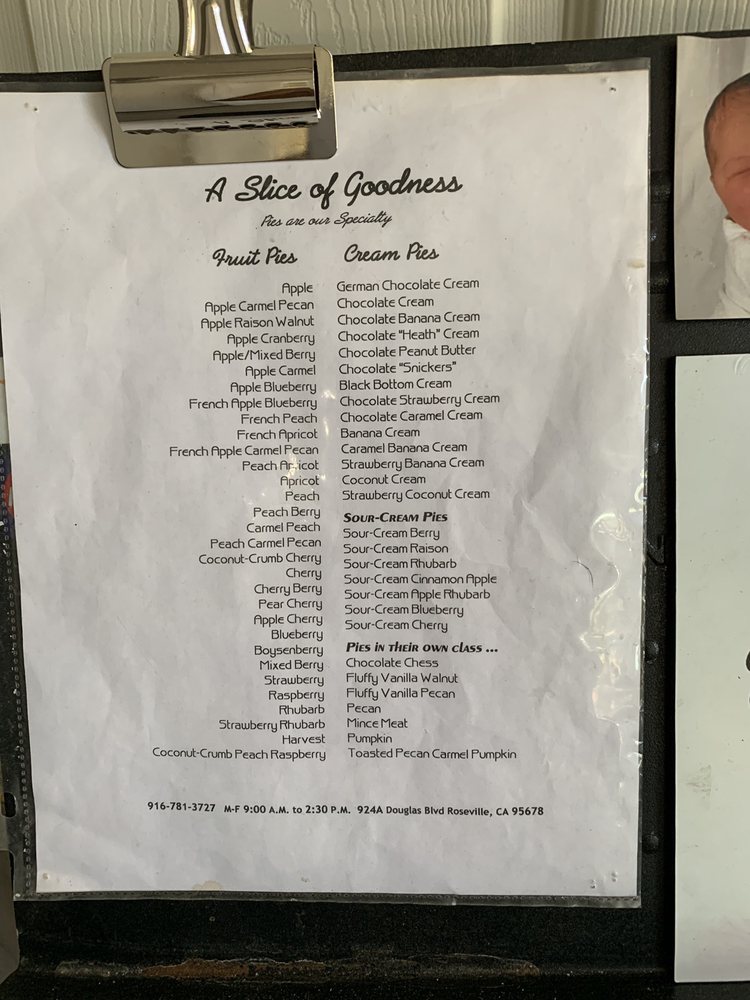 A Slice of Goodness
Pies are our Specialty
Fruit Pies
Apple
Apple Carmel Pecan
Apple Raison Walnut
Apple Cranberry
Apple/Mixed Berry
Apple Carmel
Apple Blueberry
French Apple Blueberry
French Peach
French Apricot
French Apple Carmel Pecan
Peach Apricot
Apricot
Peach
Peach Berry
Carmel Peach
Peach Carmel Pecan
Coconut-Crumb Cherry
Cherry
Cherry Berry
Pear Cherry
Apple Cherry
Blueberry
Boysenberry
Mixed Berry
Strawberry
Raspberry
Rhubarb
Strawberry Rhubarb
Harvest
Coconut-Crumb Peach Raspberry
Cream Pies
German Chocolate Cream
Chocolate Cream
Chocolate Banana Cream
Chocolate "Heath" Cream
Chocolate Peanut Butter
Chocolate "Snickers"
Black Bottom Cream
Chocolate Strawberry Cream
Chocolate Caramel Cream
Banana Cream
Caramel Banana Cream
Strawberry Banana Cream
Coconut Cream
Strawberry Coconut Cream
Sour-Cream Pies
Sour-Cream Berry
Sour-Cream Raison
Sour-Cream Rhubarb
Sour-Cream Cinnamon Apple
Sour-Cream Apple Rhubarb
Sour-Cream Blueberry
Sour-Cream Cherry
Pies in their own class ...
Chocolate Chess
Fluffy Vanilla Walnut
Fluffy Vanilla Pecan
Pecan
Mince Meat
Pumpkin
Toasted Pecan Carmel Pumpkin
916-781-3727 M-F 9:00 A.M. to 2:30 P.M. 924A Douglas Blvd Roseville, CA 95678